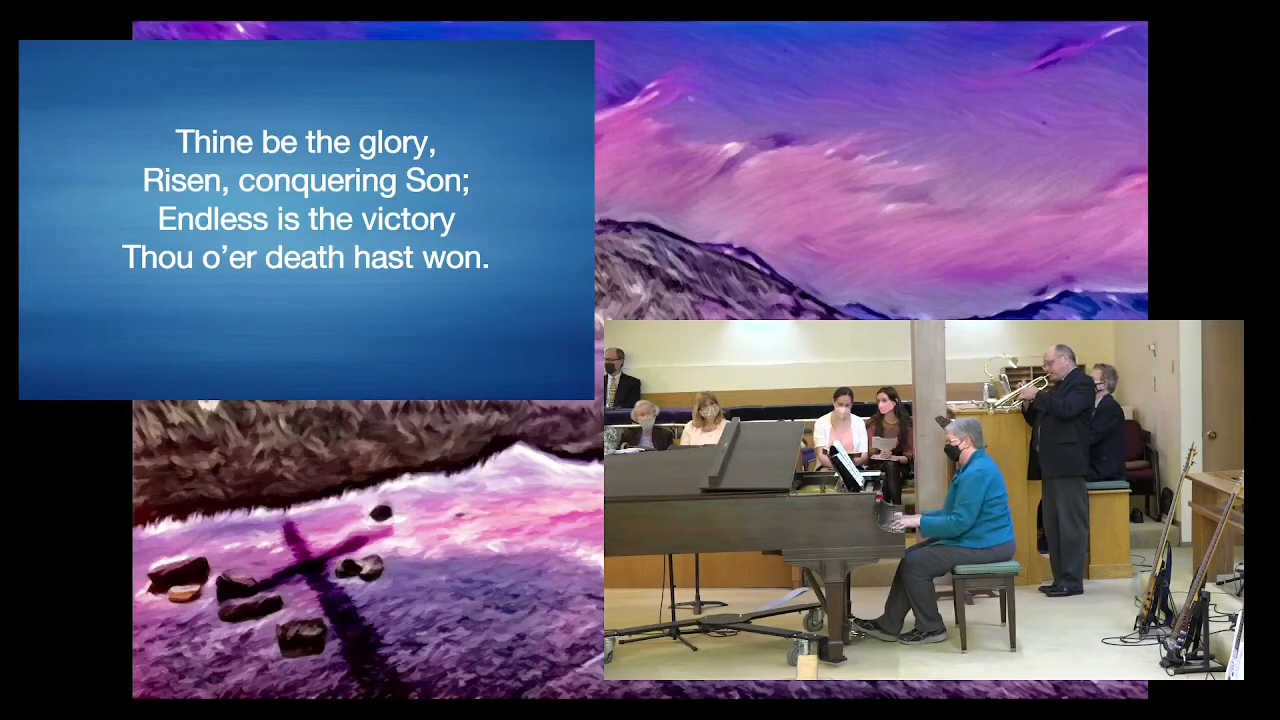 Thine be the glory,
Risen, conquering Son;
Endless is the victory
Thou o’er death hast won.